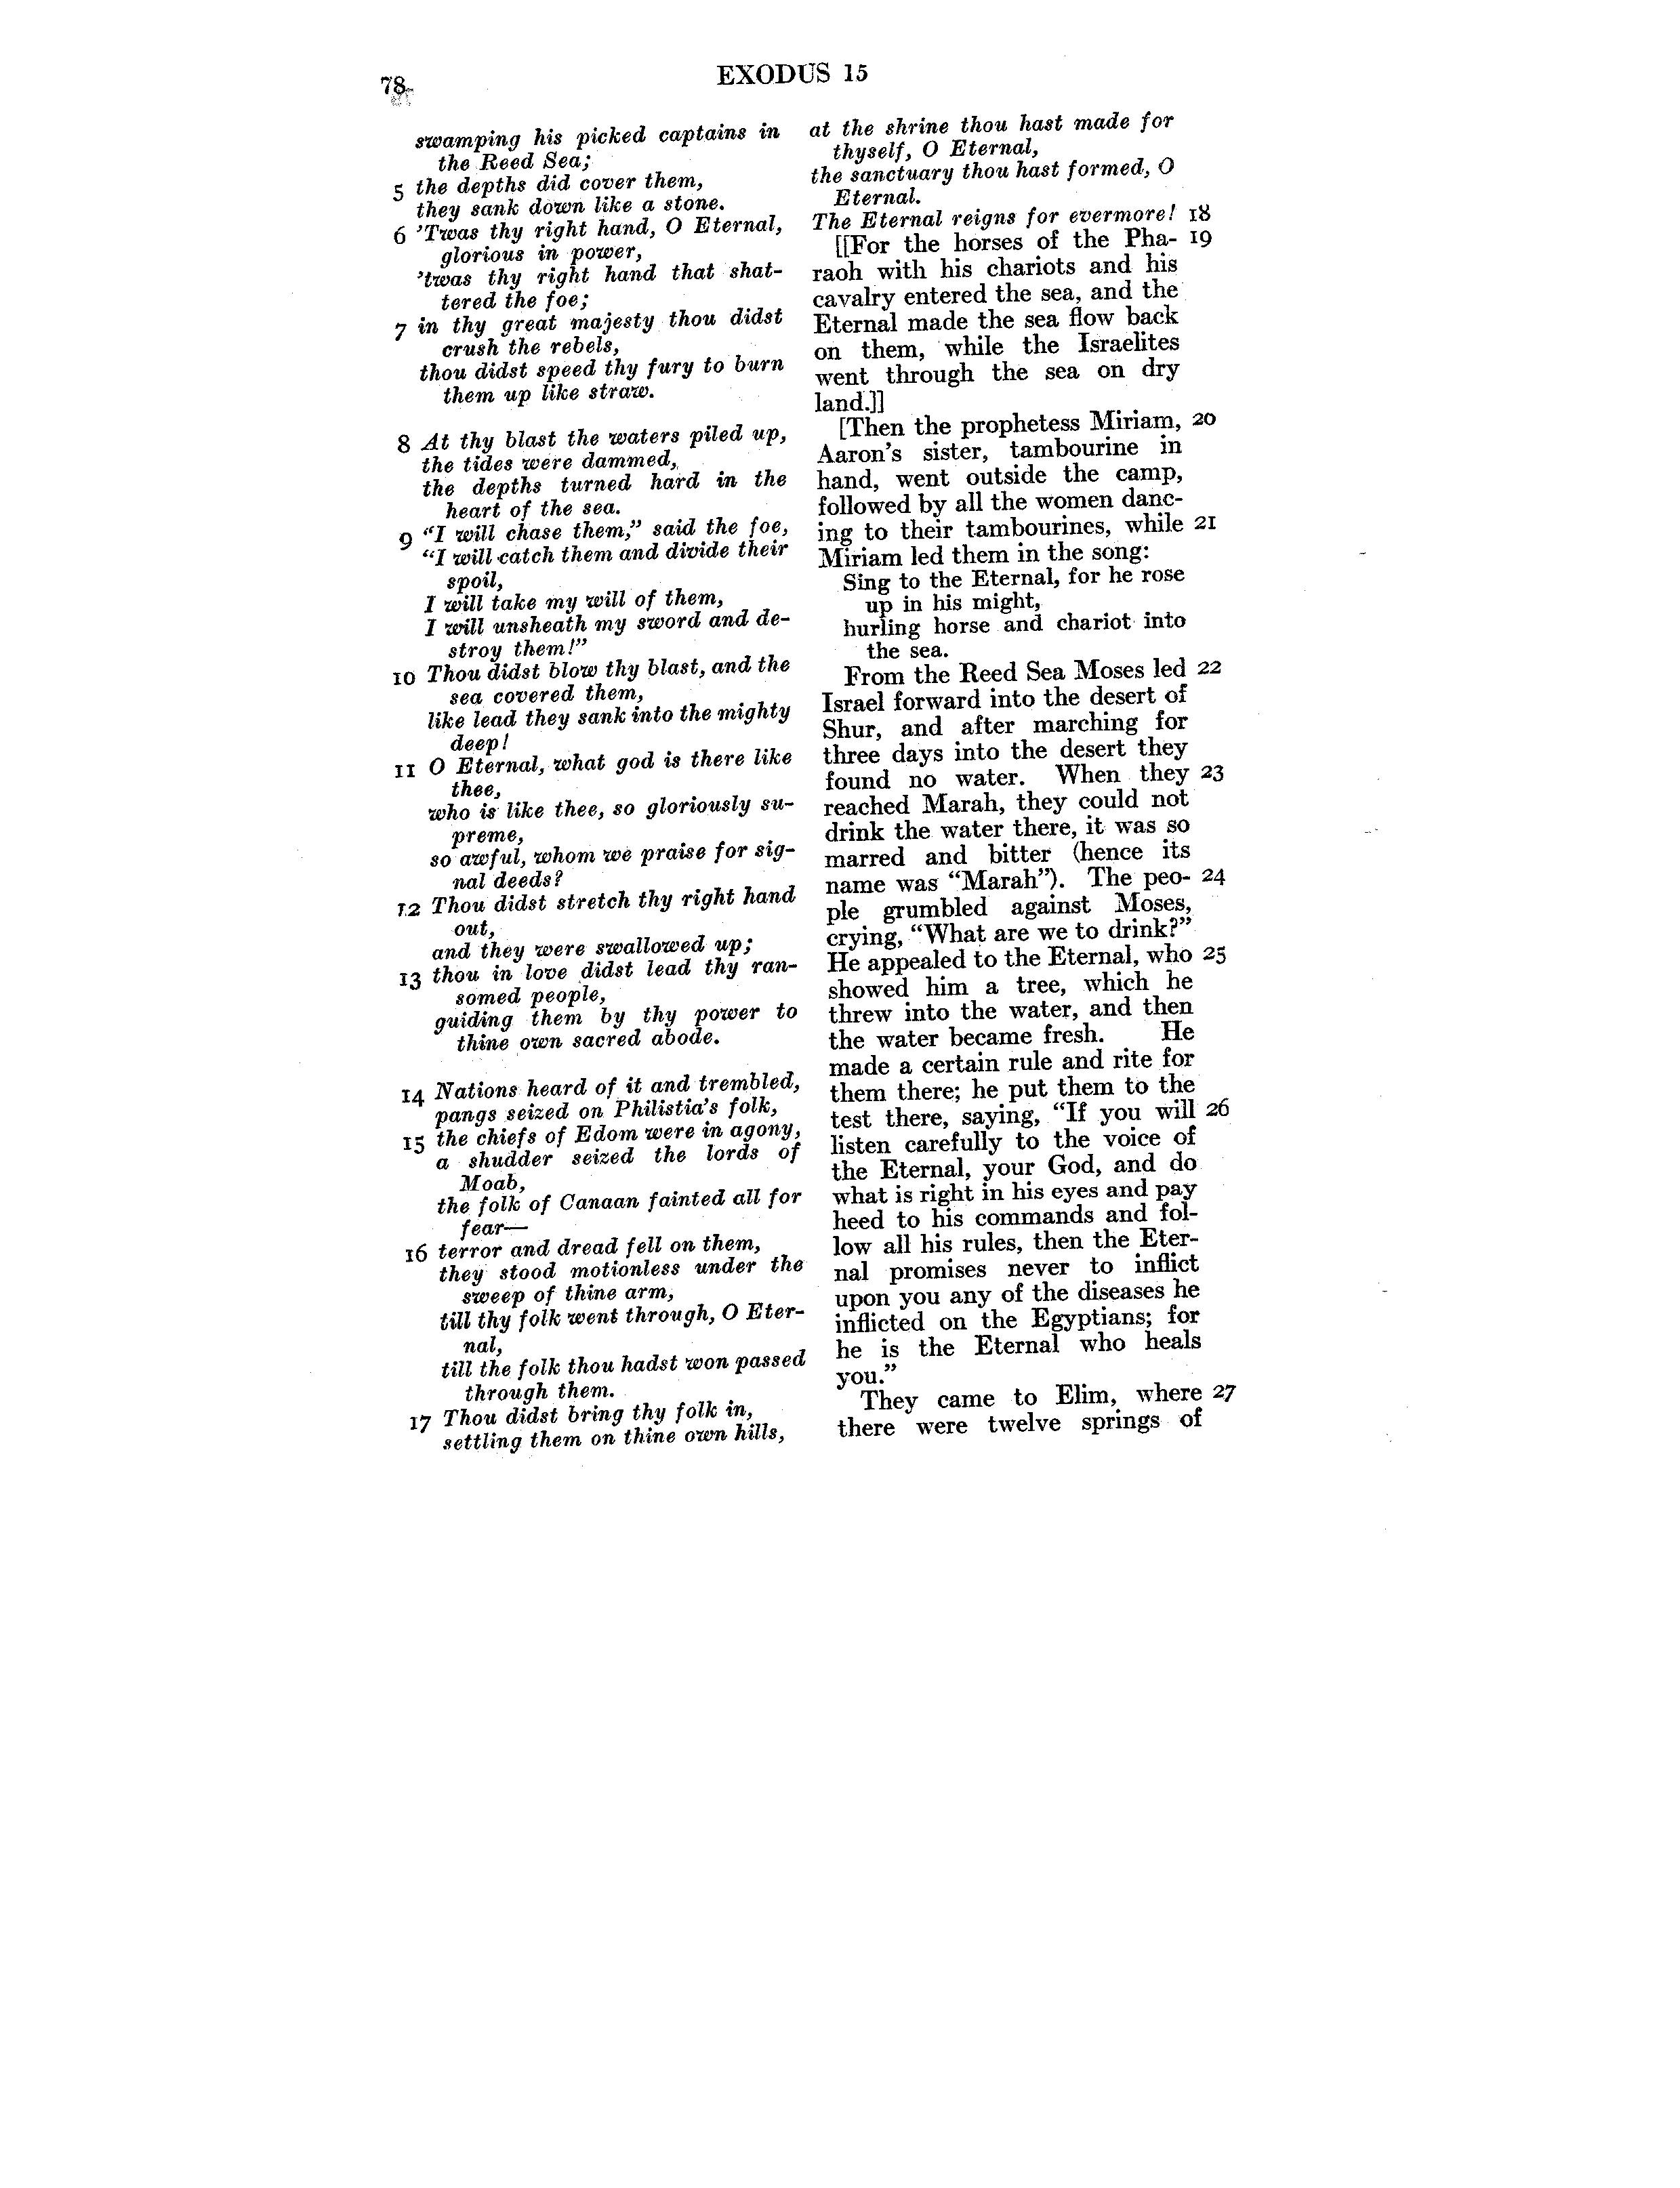 78
EXODUS 15
swamping his picked captains in
the Reed Sea;
5 the depths did cover them,
they sank down like a stone.
6 'Twas thy right hand, O Eternal,
glorious in power,
'twas thy right hand that shat-
tered the foe;
7 in thy great majesty thou didst
crush the rebels,
thou didst speed thy fury to burn
them up like straw.
8 At thy blast the waters piled up,
the tides were dammed,
the depths turned hard in the
heart of the sea.
9 "I will chase them," said the foe,
"I will catch them and divide their
spoil,
I will take my will of them,
I will unsheath my sword and de-
stroy them!"
10 Thou didst blow thy blast, and the
sea covered them,
like lead they sank into the mighty
deep!
11 O Eternal, what god is there like
thee,
who is like thee, so gloriously su-
preme,
so awful, whom we praise for sig-
nal deeds?
12 Thou didst stretch thy right hand
out,
and they were swallowed up;
13 thou in love didst lead thy ran-
somed people,
guiding them by thy power to
thine own sacred abode.
14 Nations heard of it and trembled,
pangs seized on Philistia's folk,
15 the chiefs of Edom were in agony,
a shudder seized the lords of
Moab,
the folk of Canaan fainted all for
fear—
16 terror and dread fell on them,
they stood motionless under the
sweep of thine arm,
till thy folk went through, O Eter-
nal,
till the folk thou hadst won passed
through them.
17 Thou didst bring thy folk in,
settling them on thine own hills,
at the shrine thou hast made for
thyself, O Eternal,
the sanctuary thou hast formed, O
Eternal.
The Eternal reigns for evermore! 18
[[For the horses of the Pha- 19
raoh with his chariots and his
cavalry entered the sea, and the
Eternal made the sea flow back
on them, while the Israelites
went through the sea on dry
land.]]
[Then the prophetess Miriam, 20
Aaron's sister, tambourine in
hand, went outside the camp,
followed by all the women danc-
ing to their tambourines, while 21
Miriam led them in the song:
Sing to the Eternal, for he rose
up in his might,
hurling horse and chariot into
the sea.
From the Reed Sea Moses led 22
Israel forward into the desert of
Shur, and after marching for
three days into the desert they
found no water. When they 23
reached Marah, they could not
drink the water there, it was so
marred and bitter (hence its
name was "Marah"). The peo- 24
ple grumbled against Moses,
crying, "What are we to drink?"
He appealed to the Eternal, who 25
showed him a tree, which he
threw into the water, and then
the water became fresh. He
made a certain rule and rite for
them there; he put them to the
test there, saying, "If you will 26
listen carefully to the voice of
the Eternal, your God, and do
what is right in his eyes and pay
heed to his commands and fol-
low all his rules, then the Eter-
nal promises never to inflict
upon you any of the diseases he
inflicted on the Egyptians; for
he is the Eternal who heals
you."
They came to Elim, where 27
there were twelve springs of